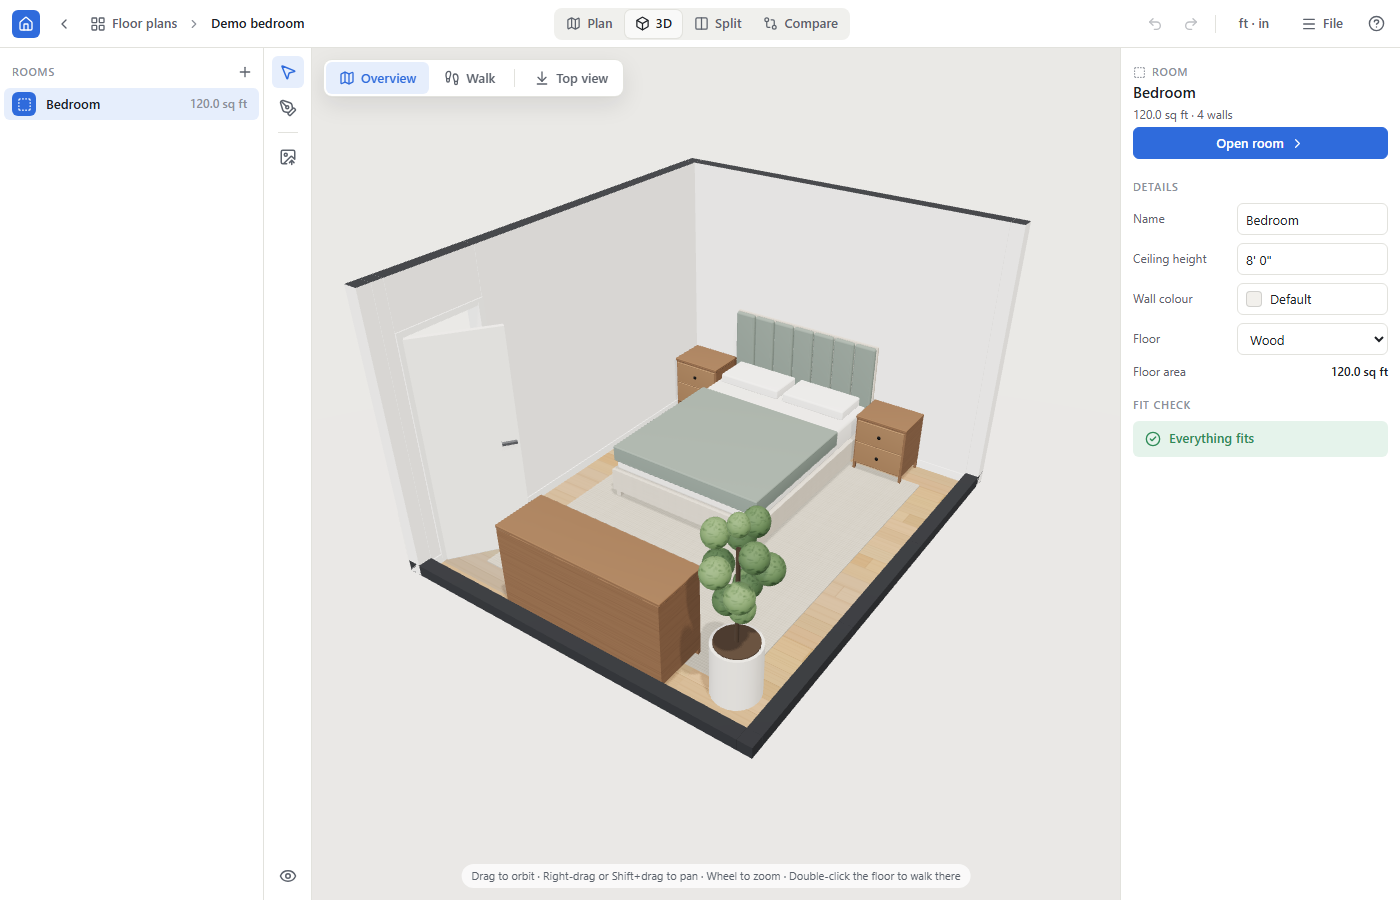 Floor plans
Demo bedroom
Plan
3D
Split
Compare
ft · in
File
ROOMS
Bedroom
120.0 sq ft
Overview
Walk
Top view
ROOM
Bedroom
120.0 sq ft · 4 walls
Open room
DETAILS
Name
Bedroom
Ceiling height
8' 0"
Wall colour
Default
Floor
Wood
Floor area
120.0 sq ft
FIT CHECK
Everything fits
Drag to orbit · Right-drag or Shift+drag to pan · Wheel to zoom · Double-click the floor to walk there